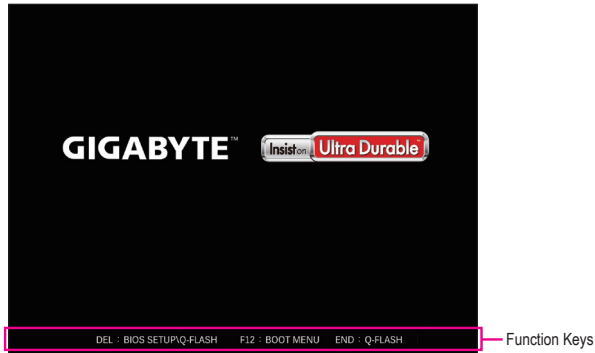 GIGABYTE™
Insist on Ultra Durable™
DEL : BIOS SETUP\Q-FLASH F12 : BOOT MENU END : Q-FLASH
Function Keys